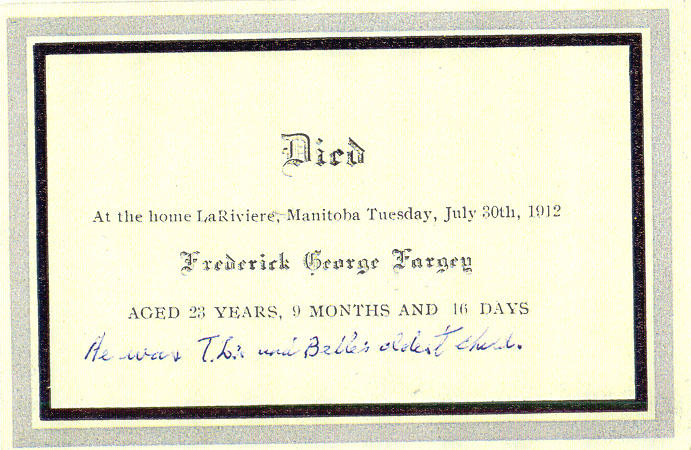 Died
At the home LaRiviere, Manitoba Tuesday, July 30th, 1912
Frederick George Fargey
AGED 23 YEARS, 9 MONTHS AND 16 DAYS
He was and Belle's oldest child.